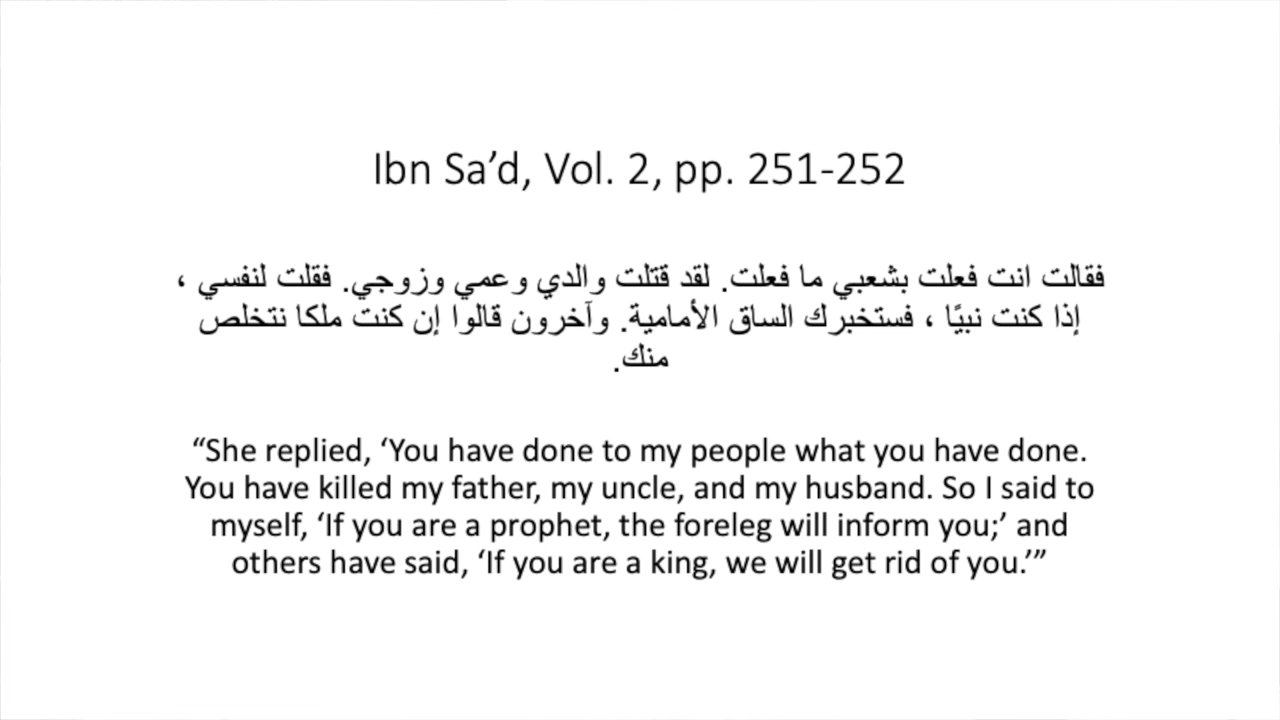 Ibn Sa’d, Vol. 2, pp. 251-252
فقالت انت فعلت بشعبي ما فعلت. لقد قتلت والدي وعمي وزوجي. فقلت لنفسي ،
إذا كنت نبيًا ، فستخبرك الساق الأمامية. وآخرون قالوا إن كنت ملكا نتخلص
منك.
“She replied, ‘You have done to my people what you have done.
You have killed my father, my uncle, and my husband. So I said to
myself, ‘If you are a prophet, the foreleg will inform you;’ and
others have said, ‘If you are a king, we will get rid of you.’”